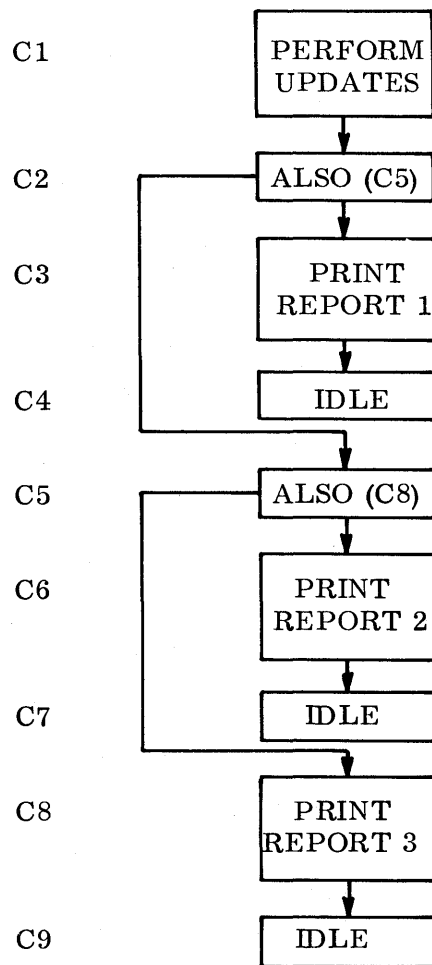 C1 PERFORM
UPDATES
C2 ALSO (C5)
C3 PRINT
REPORT 1
C4 IDLE
C5 ALSO (C8)
C6 PRINT
REPORT 2
C7 IDLE
C8 PRINT
REPORT 3
C9 IDLE